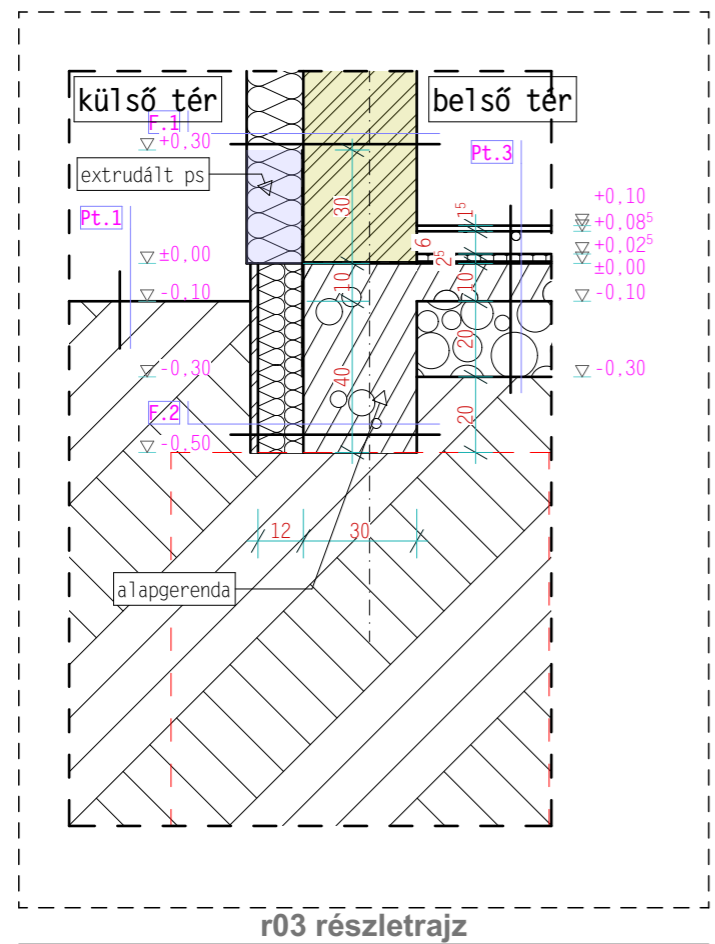 külső tér
belső tér
F.1
+0.30
Pt.3
extrudált ps
+0.10
Pt.1
1⁵
+0.08⁵
30
6
+0.02⁵
±0.00
2⁵
±0.00
10
10
-0.10
-0.10
20
-0.30
-0.30
40
F.2
20
-0.50
12
30
alapgerenda
r03 részletrajz